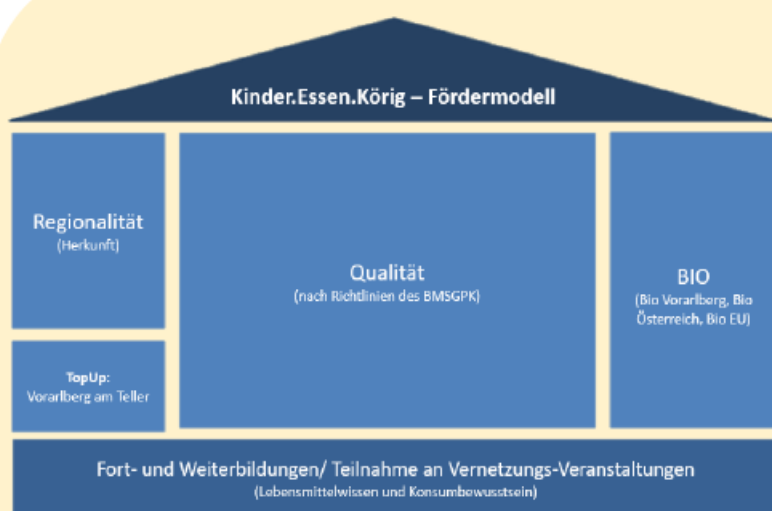 Kinder.Essen.Körig – Fördermodell
Regionalität
(Herkunft)
TopUp:
Vorarlberg am Teller
Qualität
(nach Richtlinien des BMSGPK)
BIO
(Bio Vorarlberg, Bio
Österreich, Bio EU)
Fort- und Weiterbildungen/ Teilnahme an Vernetzungs-Veranstaltungen
(Lebensmittelwissen und Konsumbewusstsein)